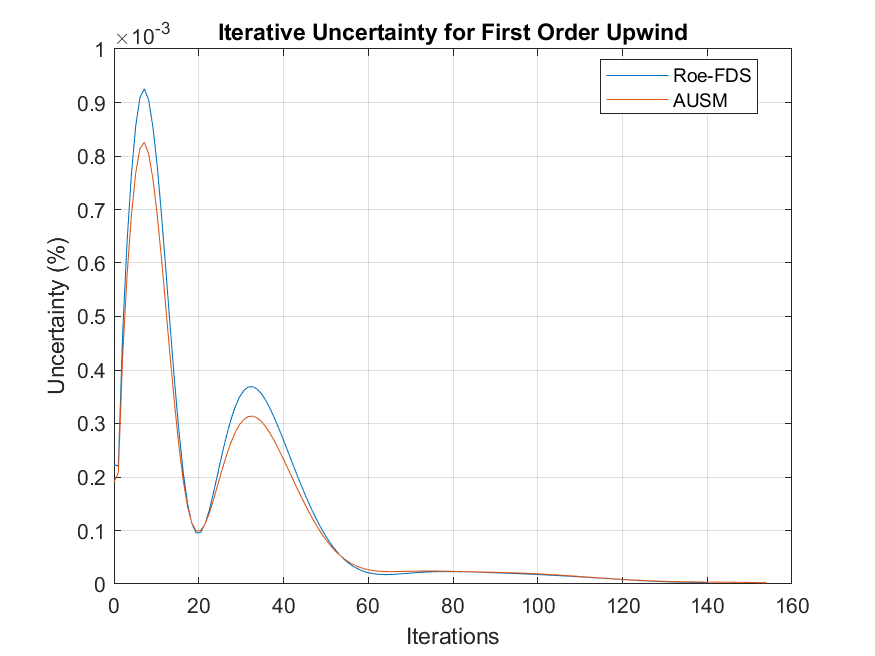 ×10-3
Iterative Uncertainty for First Order Upwind
Roe-FDS
AUSM
Uncertainty (%)
1
0.9
0.8
0.7
0.6
0.5
0.4
0.3
0.2
0.1
0
0 20 40 60 80 100 120 140 160
Iterations